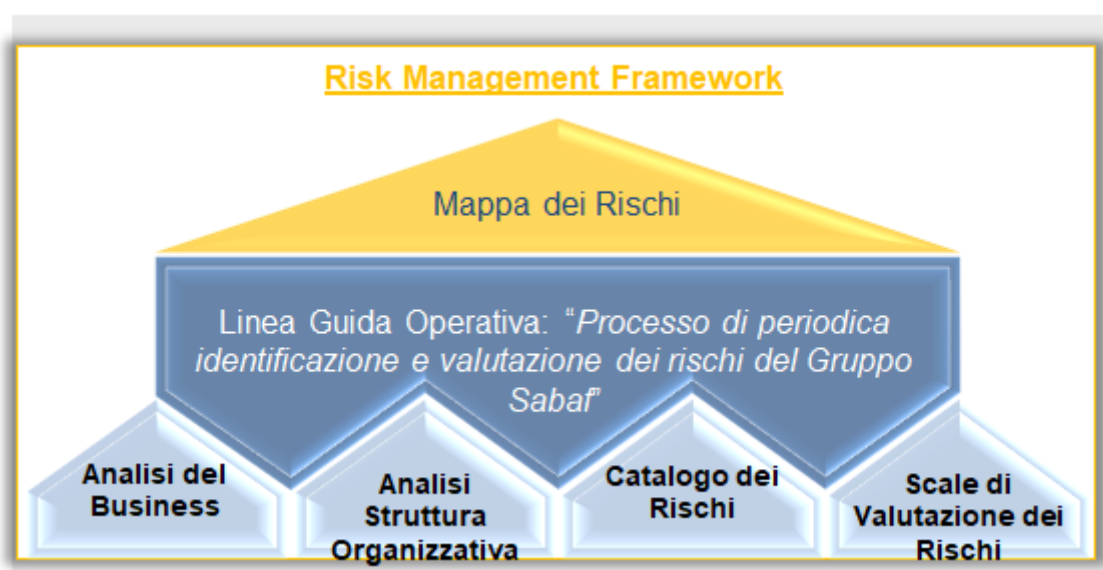 Risk Management Framework
Mappa dei Rischi
Linea Guida Operativa: “Processo di periodica
identificazione e valutazione dei rischi del Gruppo
Sabaf”
Analisi del
Business
Analisi
Struttura
Organizzativa
Catalogo dei
Rischi
Scale di
Valutazione dei
Rischi